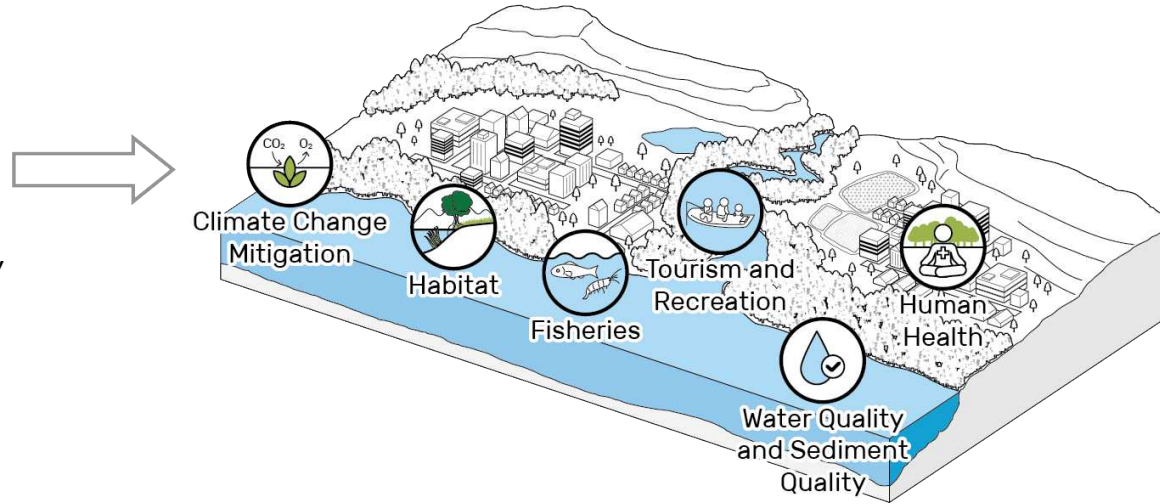 CO₂ O₂
Climate Change
Mitigation
Habitat
Fisheries
Tourism and
Recreation
Human
Health
Water Quality
and Sediment
Quality